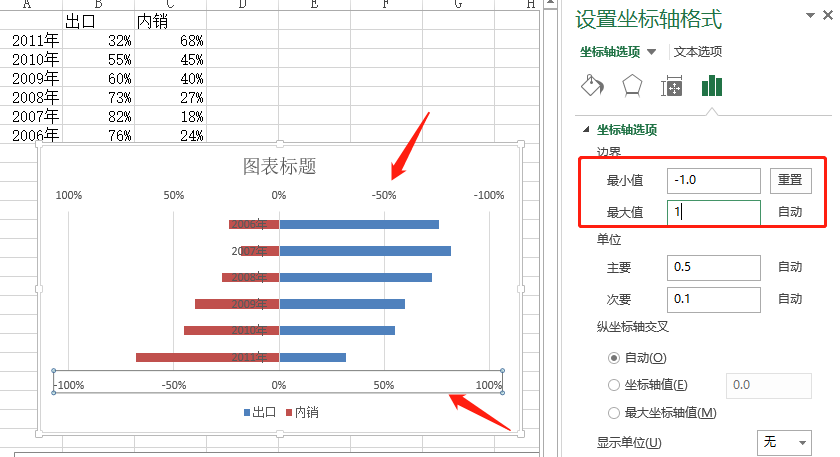 A B C D E F G H
出口 内销
2011年 32% 68%
2010年 55% 45%
2009年 60% 40%
2008年 73% 27%
2007年 82% 18%
2006年 76% 24%
图表标题
100% 50% 0% -50% -100%
2006年
2007年
2008年
2009年
2010年
2011年
-100% -50% 0% 50% 100%
出口 内销
设置坐标轴格式
坐标轴选项 文本选项
坐标轴选项
边界
最小值 -1.0 重置
最大值 1 自动
单位
主要 0.5 自动
次要 0.1 自动
纵坐标轴交叉
自动(O)
坐标轴值(E) 0.0
最大坐标轴值(M)
显示单位(U) 无